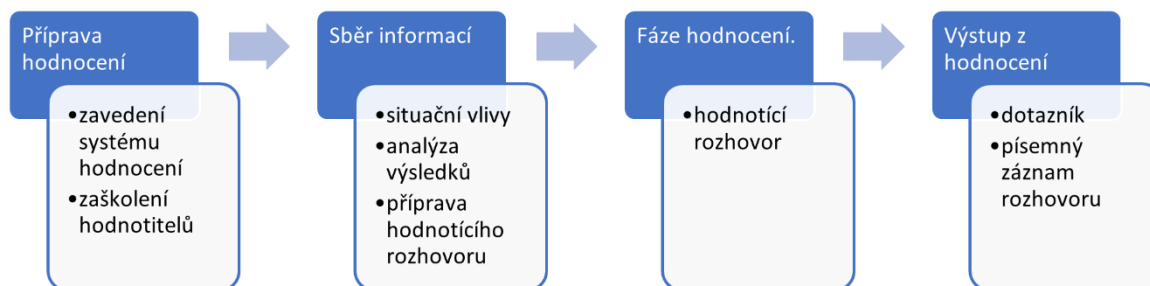 Příprava
hodnocení
•zavedení
systému
hodnocení
•zaškolení
hodnotitelů
Sběr informací
•situační vlivy
•analýza
výsledků
•příprava
hodnotícího
rozhovoru
Fáze hodnocení.
•hodnotící
rozhovor
Výstup z
hodnocení
•dotazník
•písemný
záznam
rozhovoru